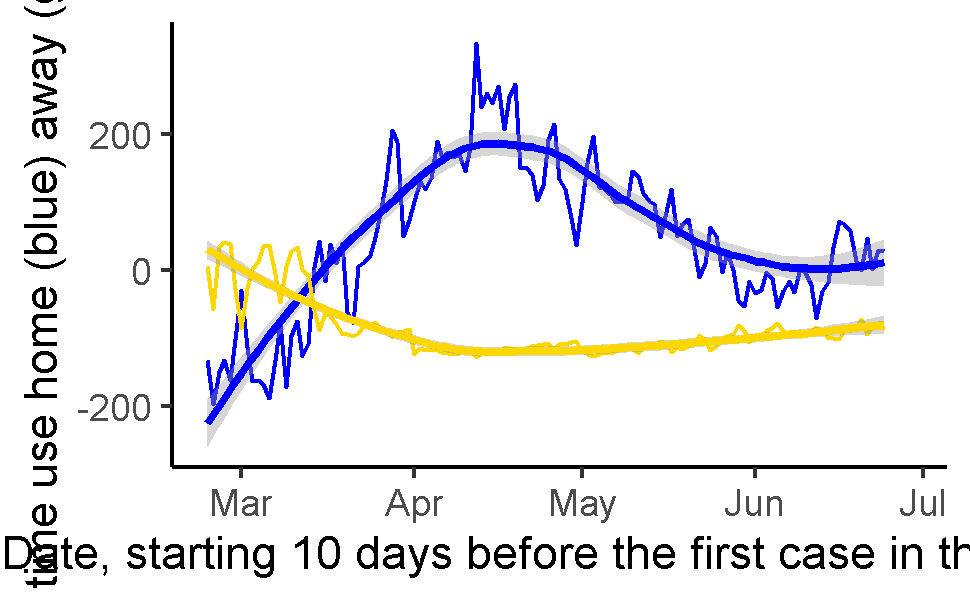 time use home (blue) away (
200
0
-200
Mar Apr May Jun Jul
Date, starting 10 days before the first case in th